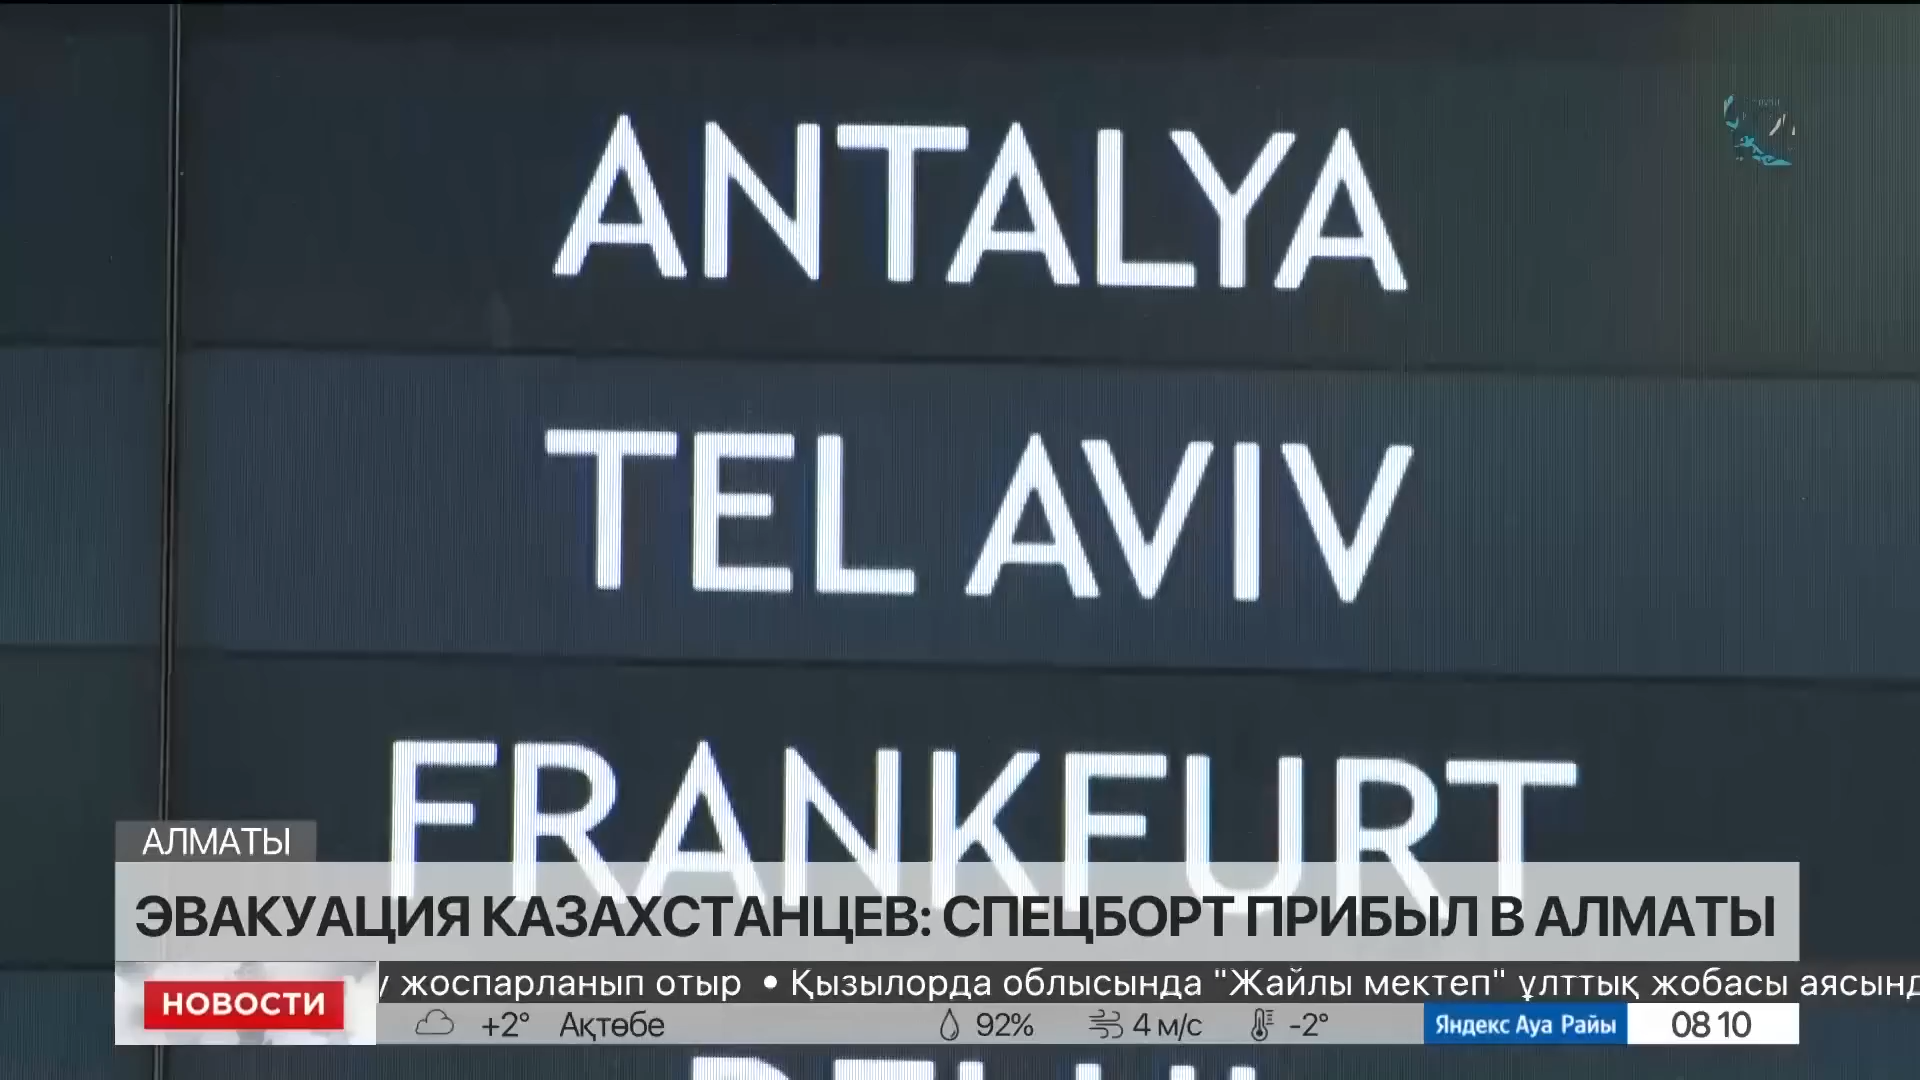 ANTALYA
TEL AVIV
FRANKFURT
АЛМАТЫ
ЭВАКУАЦИЯ КАЗАХСТАНЦЕВ: СПЕЦБОРТ ПРИБЫЛ В АЛМАТЫ
НОВОСТИ
жоспарланып отыр • Қызылорда облысында "Жайлы мектеп" ұлттық жобасы аясынд
+2° Ақтөбе 92% 4 м/с -2° Яндекс Ауа Райы 08 10
DELHI